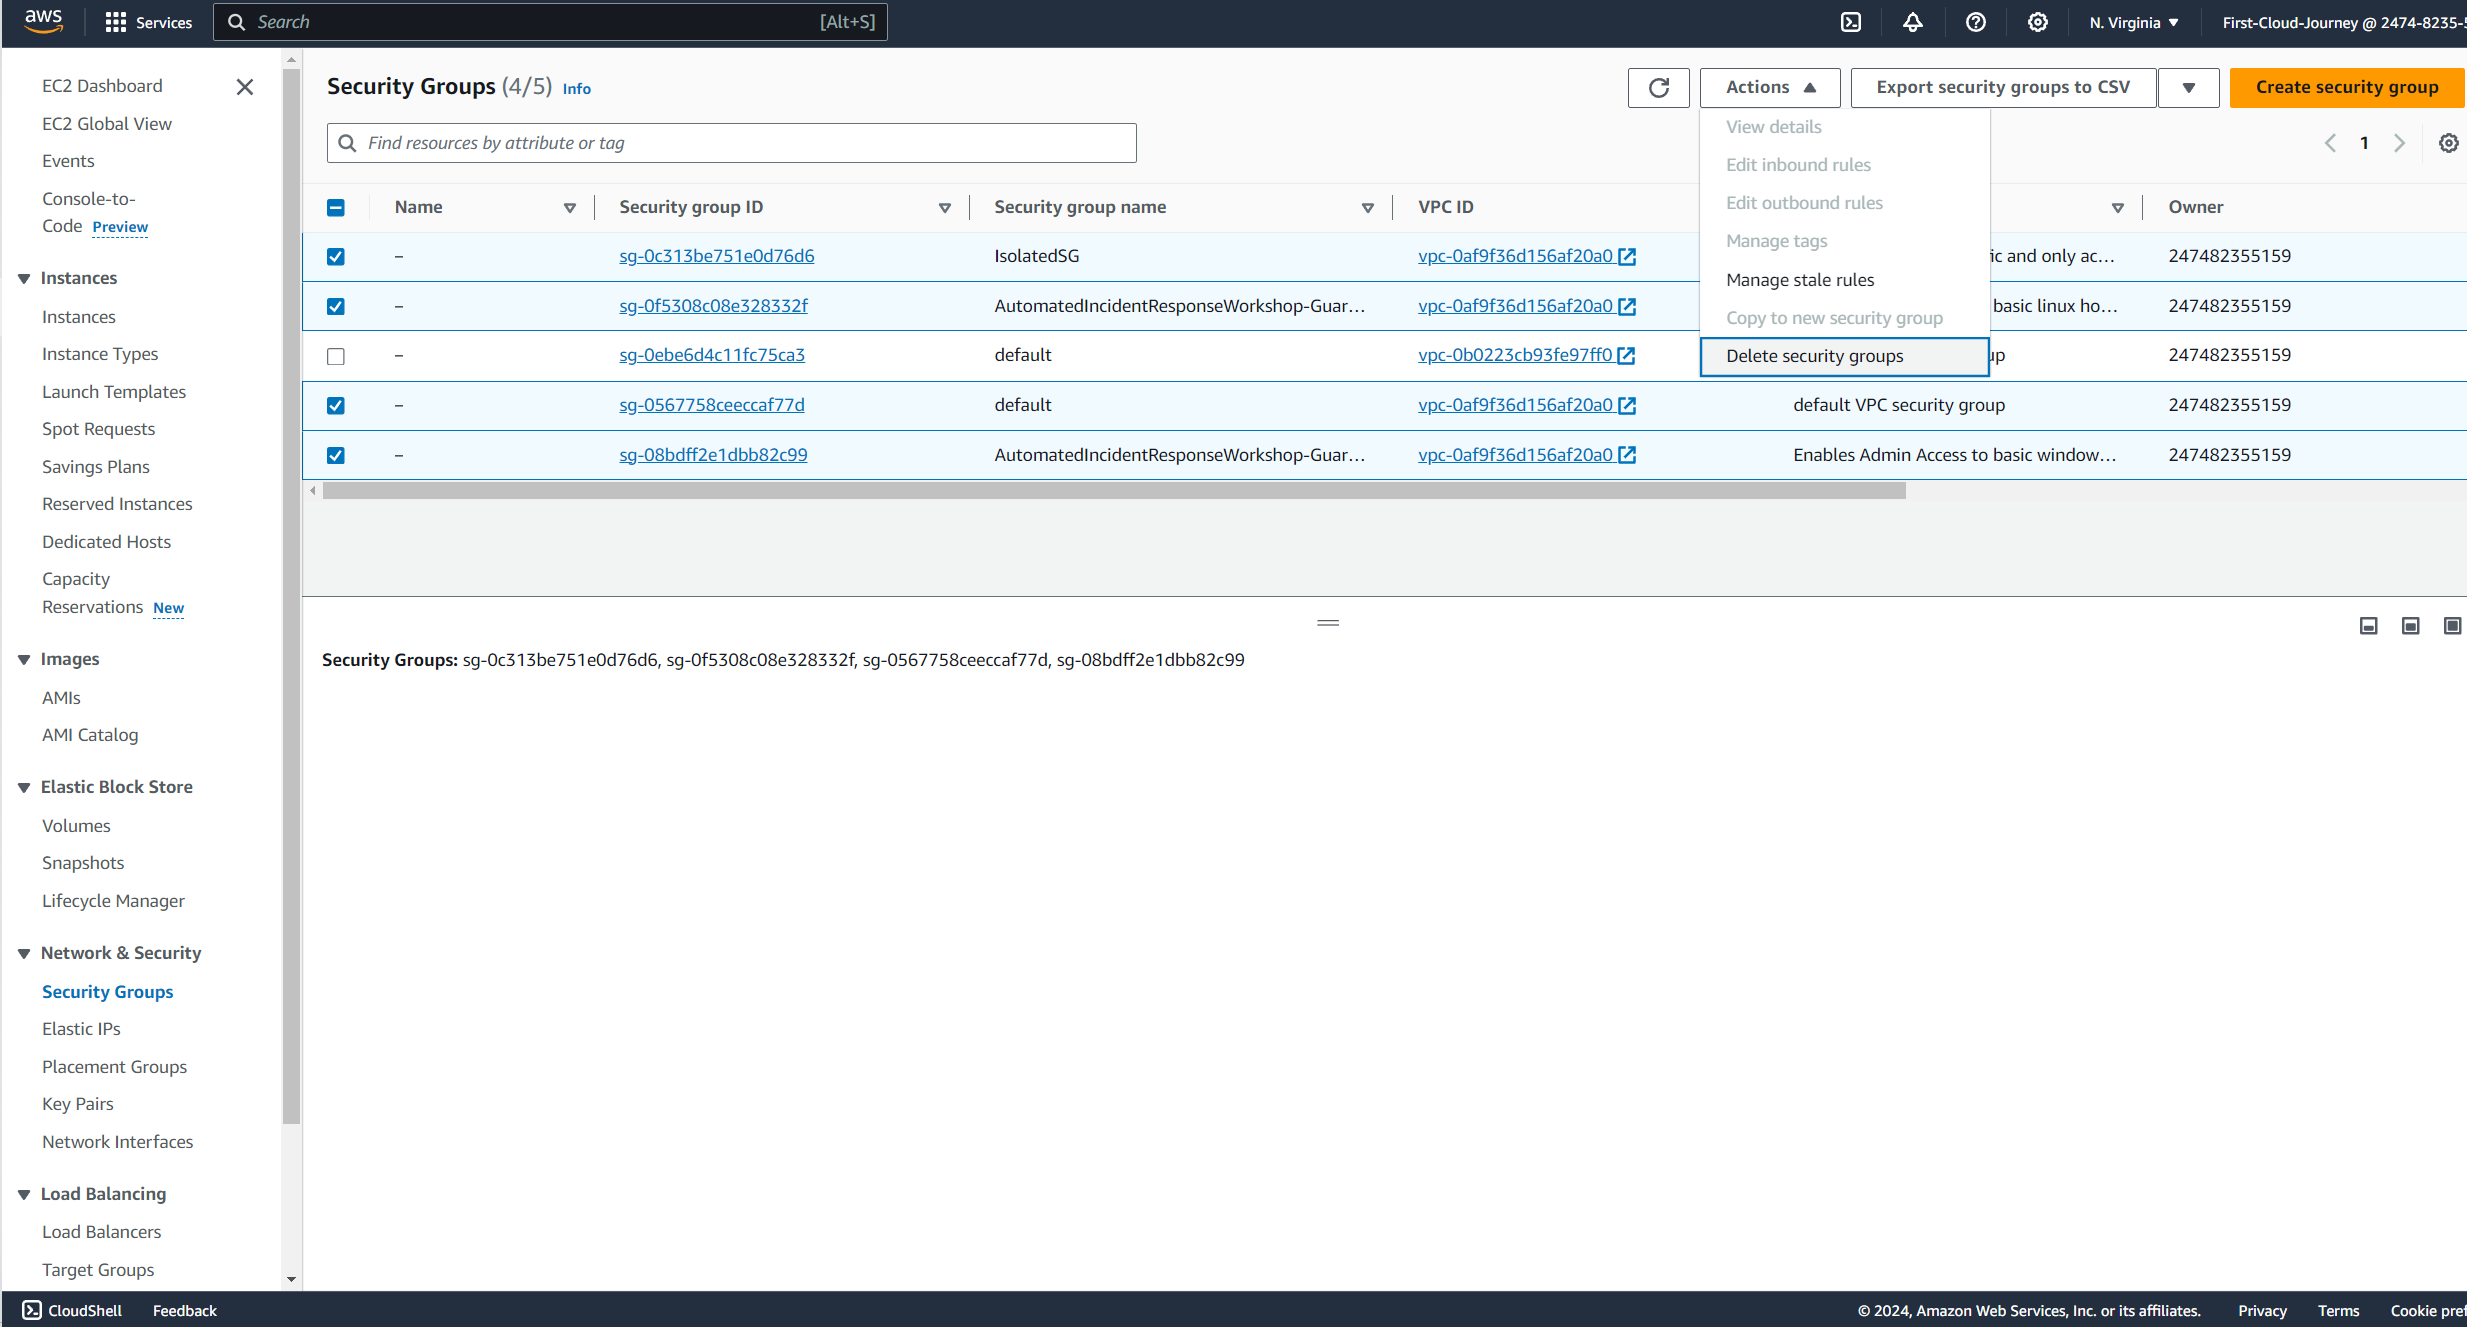 aws
Services
Search
[Alt+S]
N. Virginia
First-Cloud-Journey @ 2474-8235-5
EC2 Dashboard
EC2 Global View
Events
Console-to-
Code Preview
Instances
Instances
Instance Types
Launch Templates
Spot Requests
Savings Plans
Reserved Instances
Dedicated Hosts
Capacity
Reservations New
Images
AMIs
AMI Catalog
Elastic Block Store
Volumes
Snapshots
Lifecycle Manager
Network & Security
Security Groups
Elastic IPs
Placement Groups
Key Pairs
Network Interfaces
Load Balancing
Load Balancers
Target Groups
Security Groups (4/5) Info
Actions
Export security groups to CSV
Create security group
Find resources by attribute or tag
1
View details
Edit inbound rules
Edit outbound rules
Manage tags
Manage stale rules
Copy to new security group
Delete security groups
Name Security group ID Security group name VPC ID Owner
– sg-0c313be751e0d76d6 IsolatedSG vpc-0af9f36d156af20a0 ic and only ac... 247482355159
– sg-0f5308c08e328332f AutomatedIncidentResponseWorkshop-Guar... vpc-0af9f36d156af20a0 basic linux ho... 247482355159
– sg-0ebe6d4c11fc75ca3 default vpc-0b0223cb93fe97ff0 up 247482355159
– sg-0567758ceeccaf77d default vpc-0af9f36d156af20a0 default VPC security group 247482355159
– sg-08bdff2e1dbb82c99 AutomatedIncidentResponseWorkshop-Guar... vpc-0af9f36d156af20a0 Enables Admin Access to basic window... 247482355159
Security Groups: sg-0c313be751e0d76d6, sg-0f5308c08e328332f, sg-0567758ceeccaf77d, sg-08bdff2e1dbb82c99
CloudShell
Feedback
© 2024, Amazon Web Services, Inc. or its affiliates.
Privacy
Terms
Cookie pref